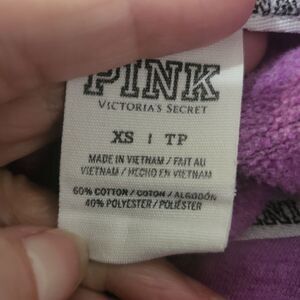 PINK
VICTORIA'S SECRET
XS | TP
MADE IN VIETNAM / FAIT AU
VIETNAM / HECHO EN VIETNAM
60% COTTON / COTON / ALGODÓN
40% POLYESTER / POLIÉSTER